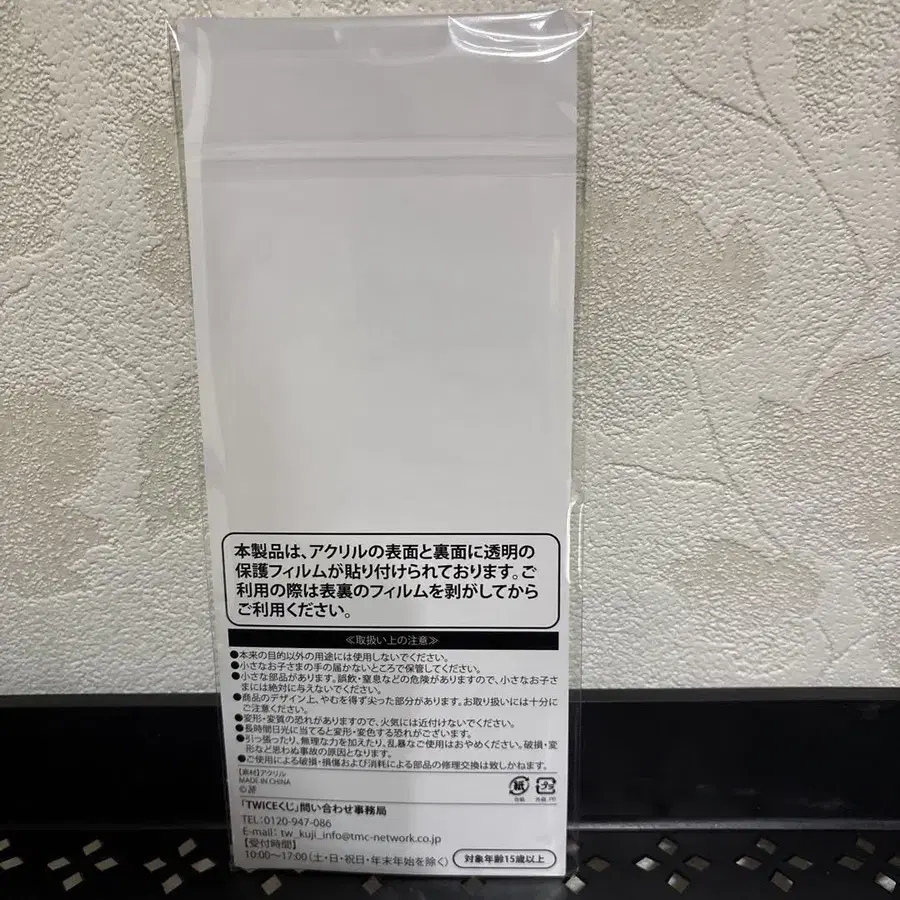 本製品は、アクリルの表面と裏面に透明の
保護フィルムが貼り付けられております。ご
利用の際は表裏のフィルムを剥がしてから
ご利用ください。
≪取扱い上の注意≫
●本来の目的以外の用途には使用しないでください。
●小さなお子さまの手の届かないところで保管してください。
●小さな部品があります。誤飲・窒息などの危険がありますので、小さなお子さ
まには絶対に与えないでください。
●商品のデザイン上、やむを得ず尖った部分があります。お取り扱いには十分に
ご注意ください。
●変形・変質の恐れがありますので、火気には近付けないでください。
●長時間日光に当てると変形・変色する恐れがございます。
●引っ張ったり、無理な力を加えたり、乱暴なご使用はおやめください。破損・変
形など思わぬ事故の原因となります。
●ご使用による破損・損傷および消耗による部品の修理交換は致しかねます。
【素材】アクリル
MADE IN CHINA
紙 プラ
台紙 外袋:PP
「TWICEくじ」問い合わせ事務局
TEL:0120-947-086
E-mail: tw_kuji_info@tmc-network.co.jp
【受付時間】
10:00~17:00(土・日・祝日・年末年始を除く)
対象年齢15歳以上